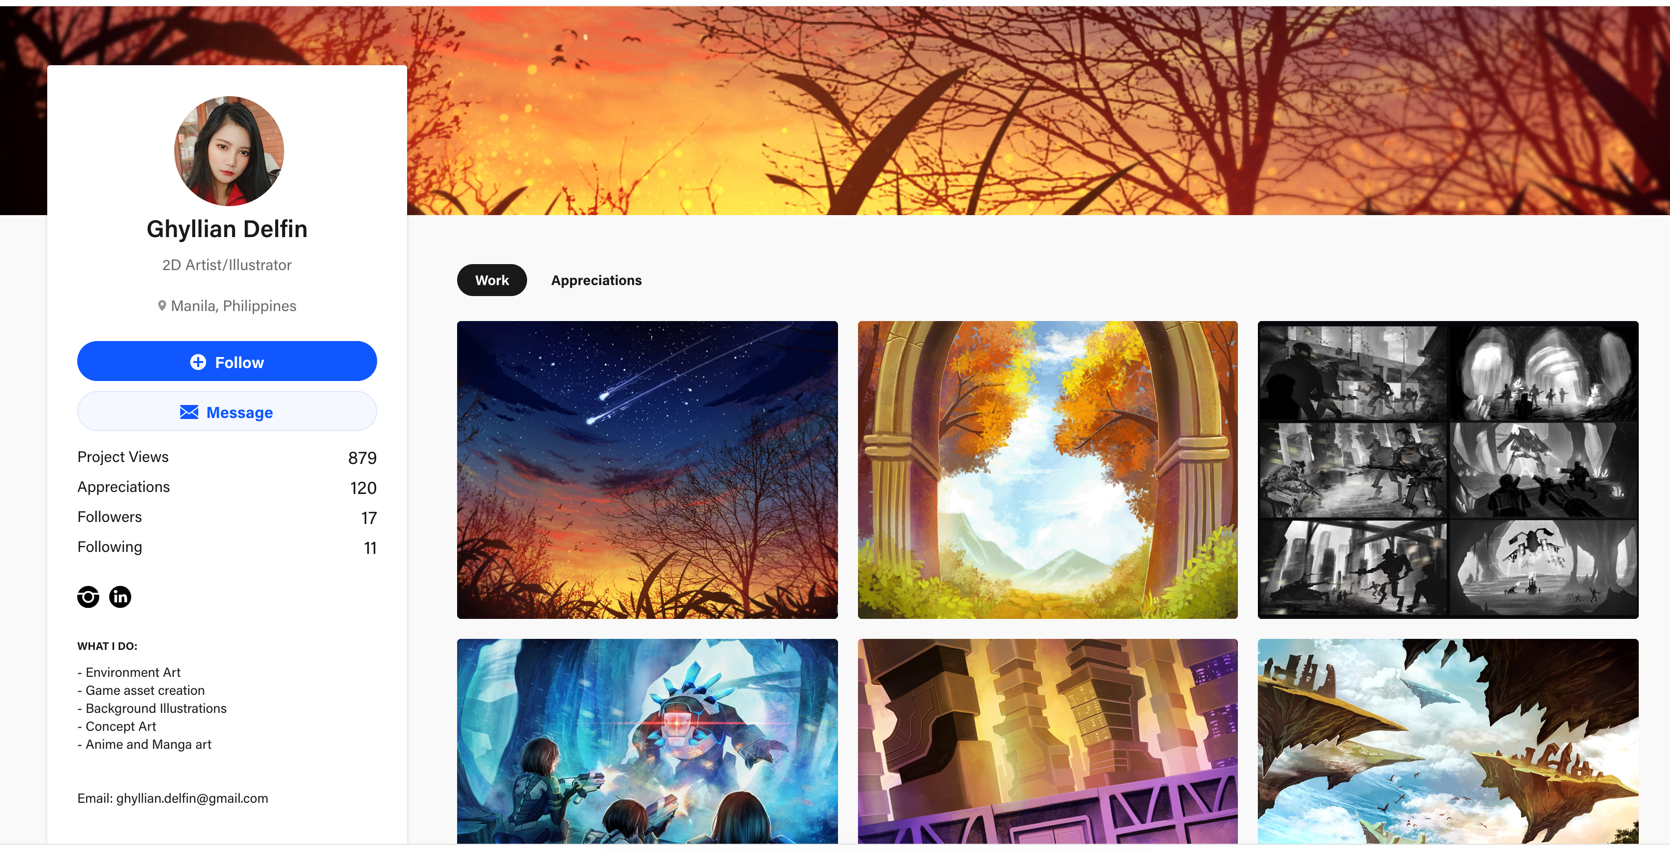 Ghyllian Delfin
2D Artist/Illustrator
Manila, Philippines
Follow
Message
Project Views 879
Appreciations 120
Followers 17
Following 11
in
WHAT I DO:
- Environment Art
- Game asset creation
- Background Illustrations
- Concept Art
- Anime and Manga art
Email: ghyllian.delfin@gmail.com
Work Appreciations